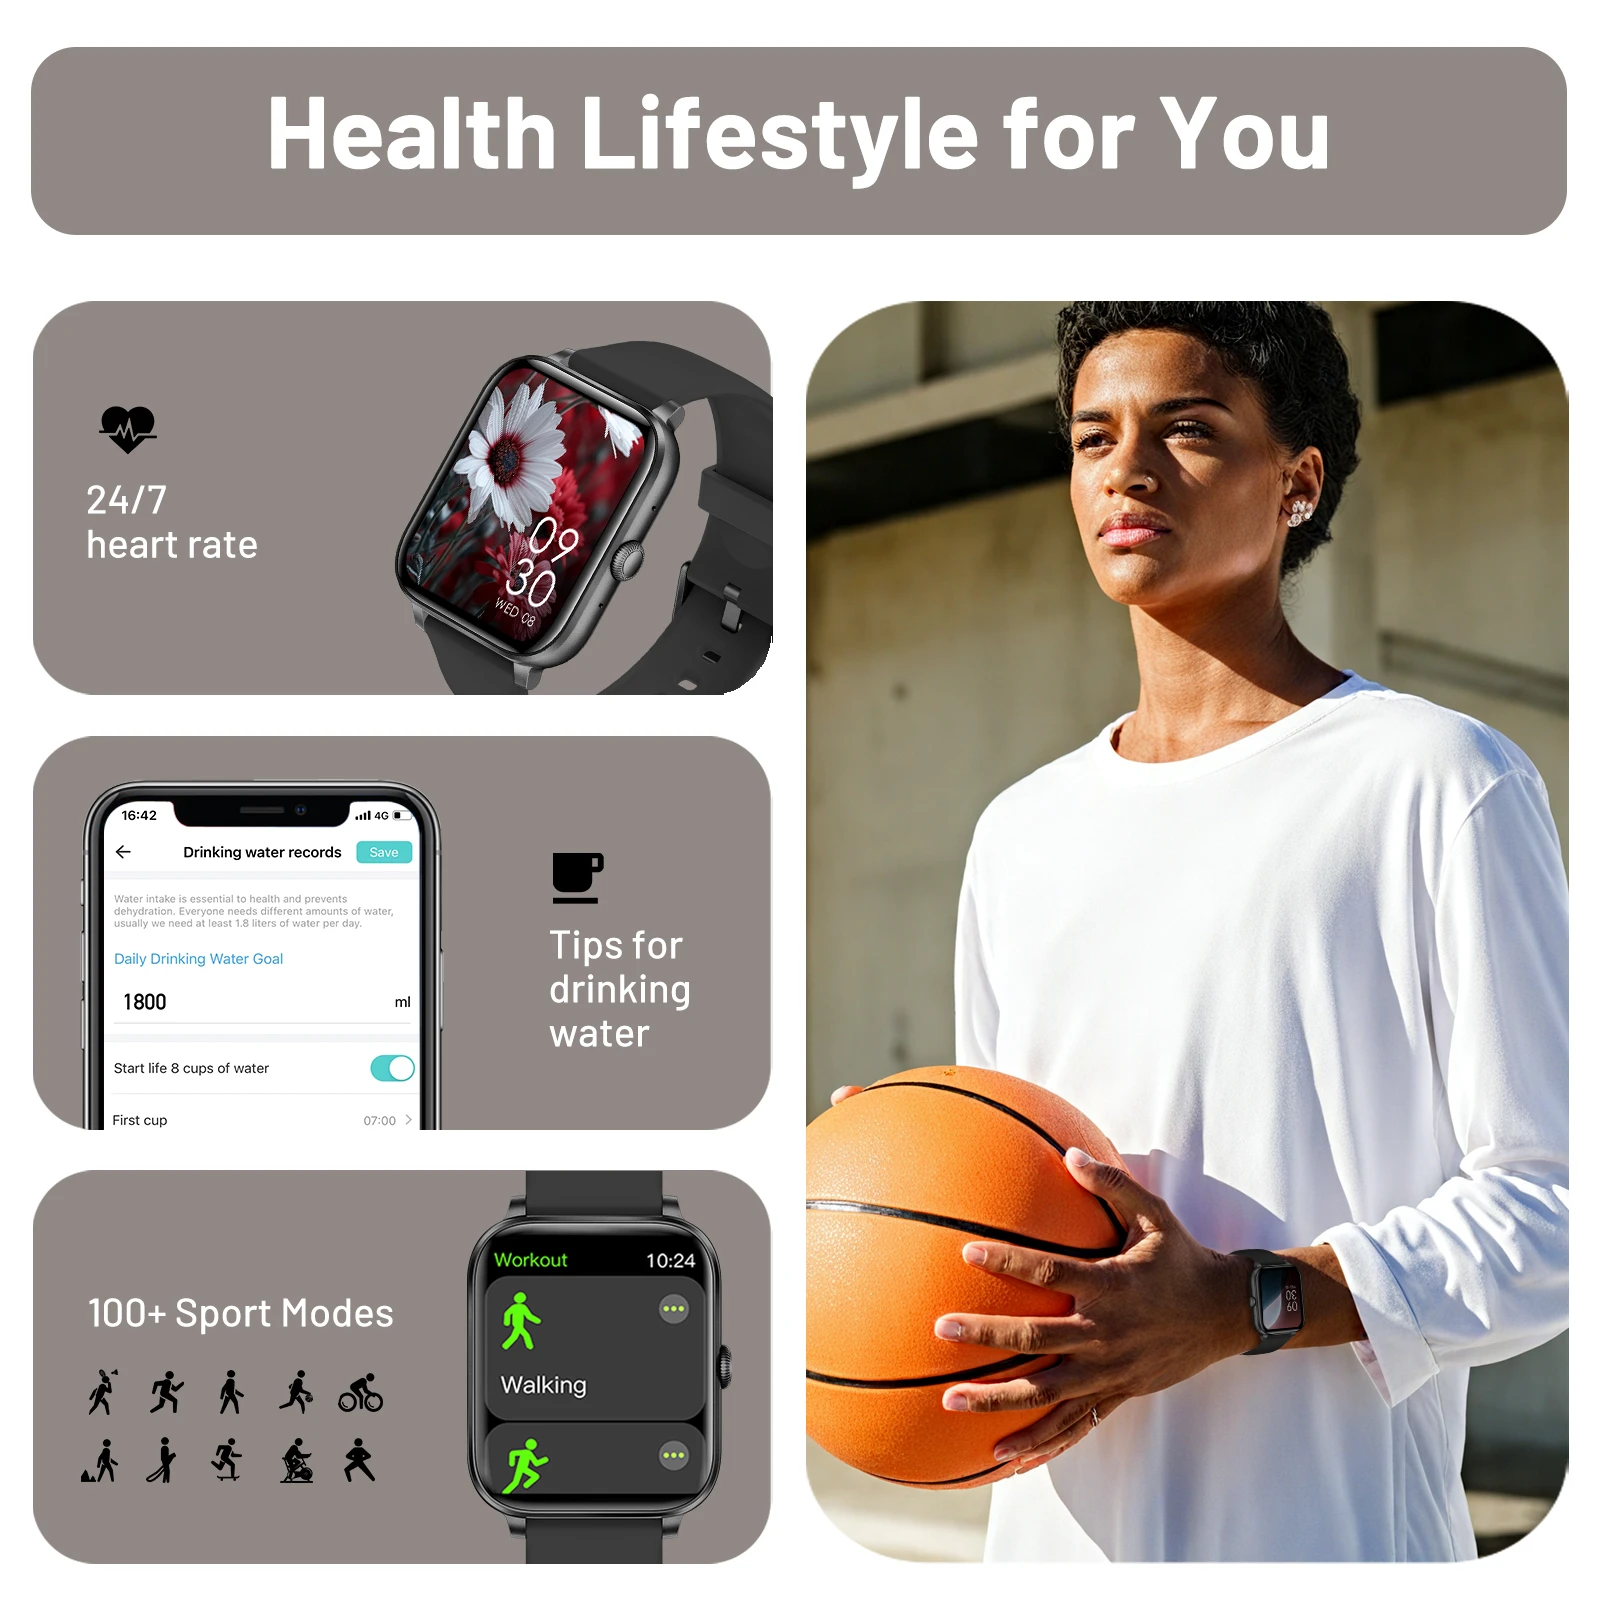 Health Lifestyle for You
24/7
heart rate
09
30
WED 08
16:42
4G
Drinking water records
Save
Water intake is essential to health and prevents
dehydration. Everyone needs different amounts of water,
usually we need at least 1.8 liters of water per day.
Daily Drinking Water Goal
1800 ml
Start life 8 cups of water
First cup 07:00
Tips for
drinking
water
100+ Sport Modes
Workout 10:24
Walking
09
30